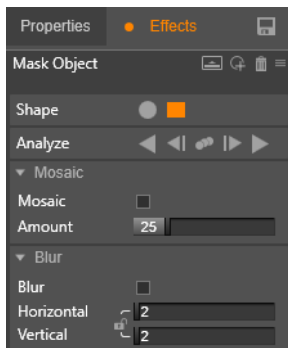 Properties Effects
Mask Object
Shape
Analyze
Mosaic
Mosaic
Amount 25
Blur
Blur
Horizontal 2
Vertical 2